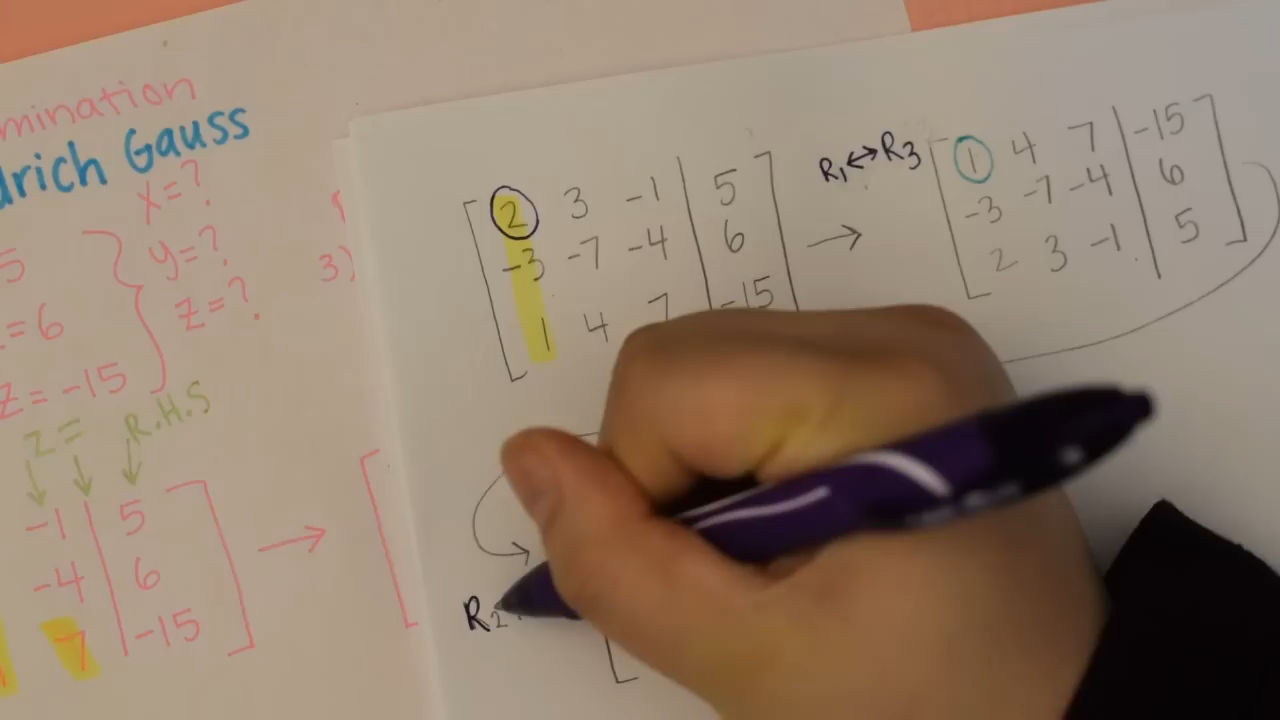 mination
drich Gauss
x=?
5
y=?
=6
z=?
z=-15
z=
R.H.S
-1 5
-4 6
7 -15
3)
2 3 -1 5
-3 -7 -4 6
1 4 7 -15
R1↔R3
1 4 7 -15
-3 -7 -4 6
2 3 -1 5
R2